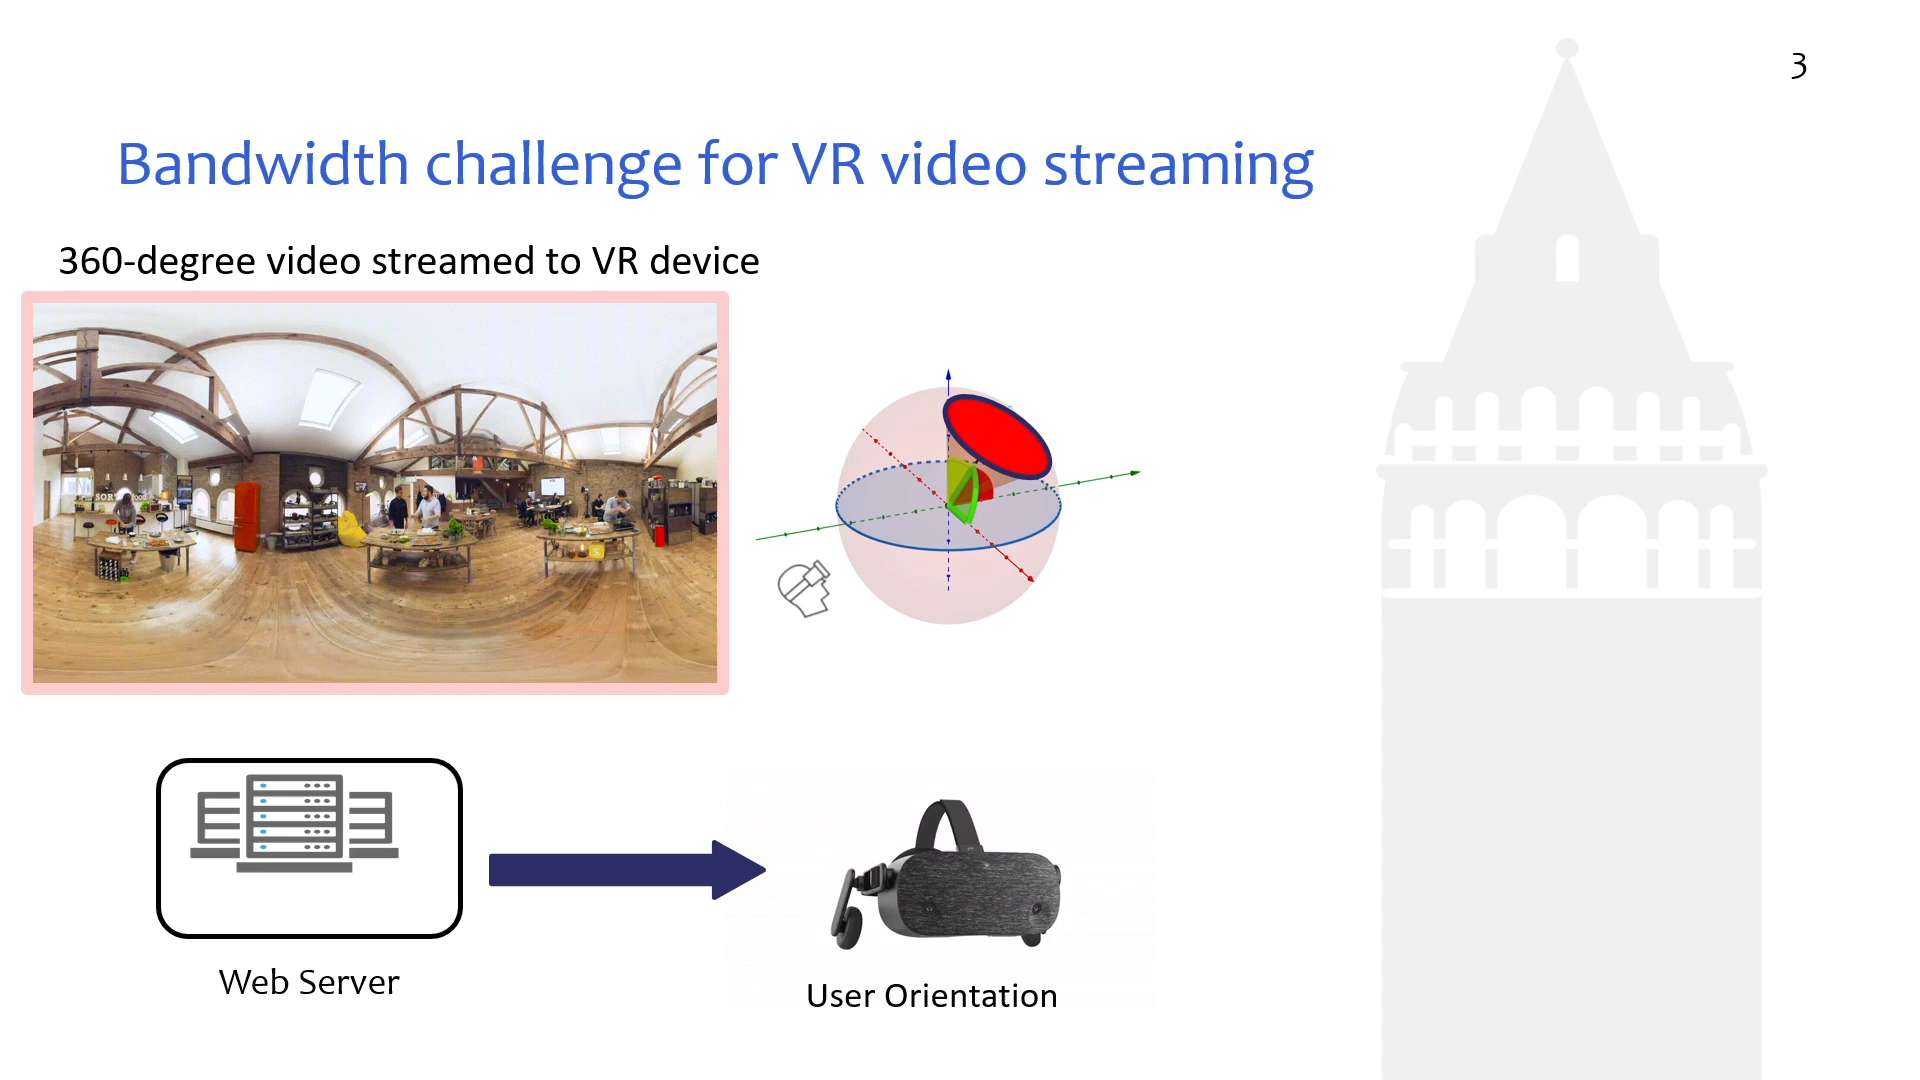 3
Bandwidth challenge for VR video streaming
360-degree video streamed to VR device
Web Server
User Orientation